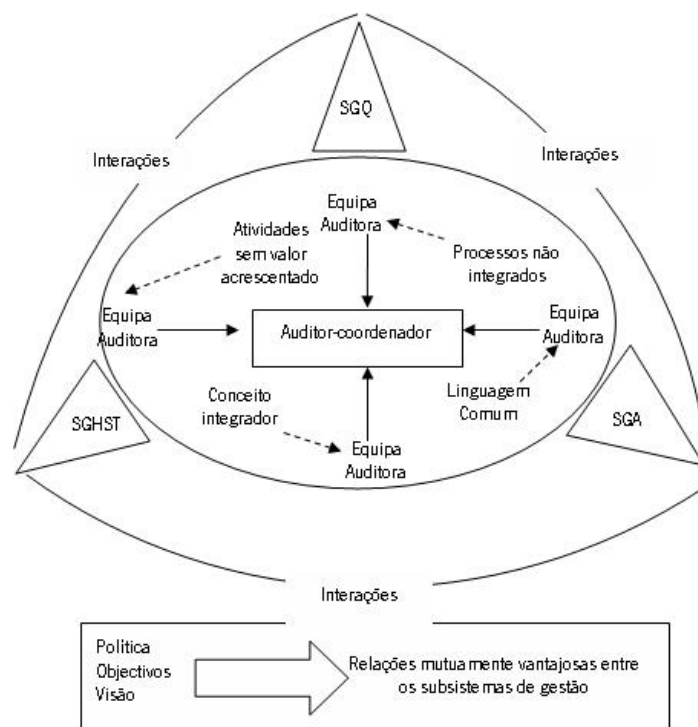 SGQ
Interações
Interações
Equipa
Auditora
Atividades
sem valor
acrescentado
Processos não
integrados
Equipa
Auditora
Auditor-coordenador
Equipa
Auditora
Conceito
integrador
Linguagem
Comum
SGHST
SGA
Equipa
Auditora
Interações
Política
Objectivos
Visão
Relações mutuamente vantajosas entre
os subsistemas de gestão